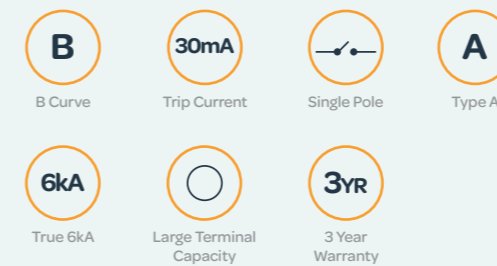 B
30mA
A
B Curve
Trip Current
Single Pole
Type A
6kA
3YR
True 6kA
Large Terminal
Capacity
3 Year
Warranty